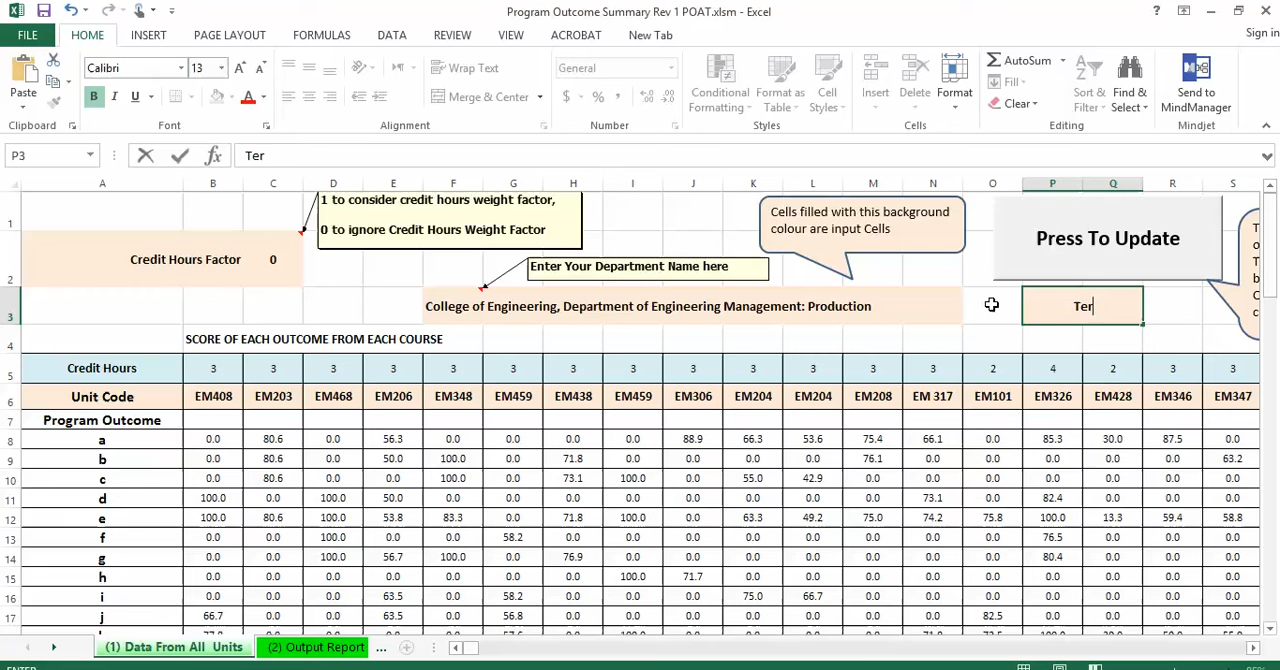 Program Outcome Summary Rev 1 POAT.xlsm - Excel
?
Sign in
FILE HOME INSERT PAGE LAYOUT FORMULAS DATA REVIEW VIEW ACROBAT New Tab
Paste
Calibri 13
B I U A
Wrap Text
Merge & Center
General
$ %
Conditional Formatting
Format as Table
Cell Styles
Insert Delete Format
AutoSum
Fill
Clear
Sort & Filter
Find & Select
Send to MindManager
Clipboard Font Alignment Number Styles Cells Editing Mindjet
P3 fx Ter
A B C D E F G H I J K L M N O P Q R S
1 to consider credit hours weight factor,
0 to ignore Credit Hours Weight Factor
Cells filled with this background
colour are input Cells
Press To Update
1
2 Credit Hours Factor 0
Enter Your Department Name here
3 College of Engineering, Department of Engineering Management: Production Ter
4 SCORE OF EACH OUTCOME FROM EACH COURSE
5 Credit Hours 3 3 3 3 3 3 3 3 3 3 3 3 3 2 4 2 3 3
6 Unit Code EM408 EM203 EM468 EM206 EM348 EM459 EM438 EM459 EM306 EM204 EM204 EM208 EM 317 EM101 EM326 EM428 EM346 EM347
7 Program Outcome
8 a 0.0 80.6 0.0 56.3 0.0 0.0 0.0 0.0 88.9 66.3 53.6 75.4 66.1 0.0 85.3 30.0 87.5 0.0
9 b 0.0 80.6 0.0 50.0 100.0 0.0 71.8 0.0 0.0 0.0 0.0 76.1 0.0 0.0 0.0 0.0 0.0 63.2
10 c 0.0 80.6 0.0 0.0 100.0 0.0 73.1 100.0 0.0 55.0 42.9 0.0 0.0 0.0 0.0 0.0 0.0 0.0
11 d 100.0 0.0 100.0 50.0 0.0 0.0 0.0 0.0 0.0 0.0 0.0 0.0 73.1 0.0 82.4 0.0 0.0 0.0
12 e 100.0 80.6 100.0 53.8 83.3 0.0 71.8 100.0 0.0 63.3 49.2 75.0 74.2 75.8 100.0 13.3 59.4 58.8
13 f 0.0 0.0 100.0 0.0 0.0 58.2 0.0 0.0 0.0 0.0 0.0 0.0 0.0 0.0 76.5 0.0 0.0 0.0
14 g 0.0 0.0 100.0 56.7 100.0 0.0 76.9 0.0 0.0 0.0 0.0 0.0 0.0 0.0 80.4 0.0 0.0 0.0
15 h 0.0 0.0 0.0 0.0 0.0 0.0 0.0 100.0 71.7 0.0 0.0 0.0 0.0 0.0 0.0 0.0 0.0 0.0
16 i 0.0 0.0 0.0 63.5 0.0 58.2 0.0 0.0 0.0 75.0 66.7 0.0 0.0 0.0 0.0 0.0 0.0 0.0
17 j 66.7 0.0 0.0 63.5 0.0 56.8 0.0 0.0 0.0 0.0 0.0 0.0 0.0 82.5 0.0 0.0 0.0 0.0
(1) Data From All Units (2) Output Report ...